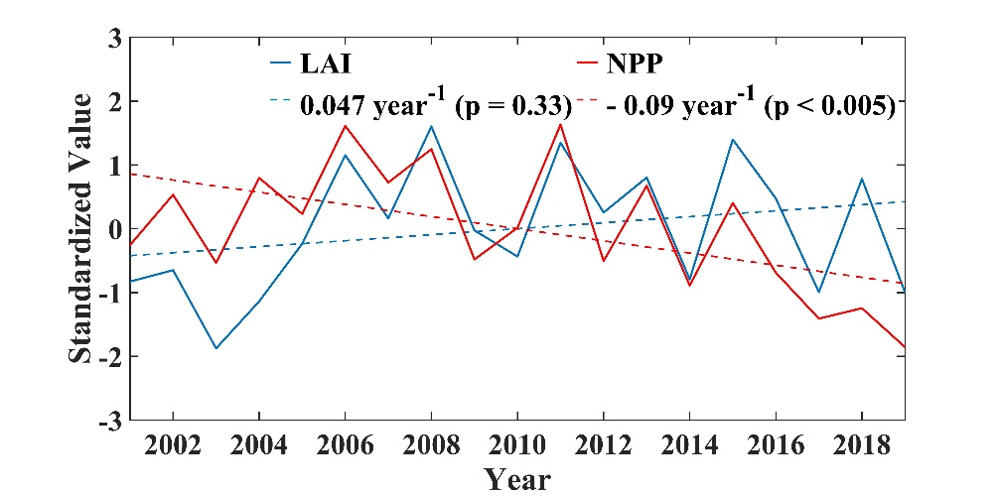 3
LAI NPP
0.047 year-1 (p = 0.33) - 0.09 year-1 (p < 0.005)
2
1
0
-1
-2
-3
Standardized Value
2002 2004 2006 2008 2010 2012 2014 2016 2018
Year